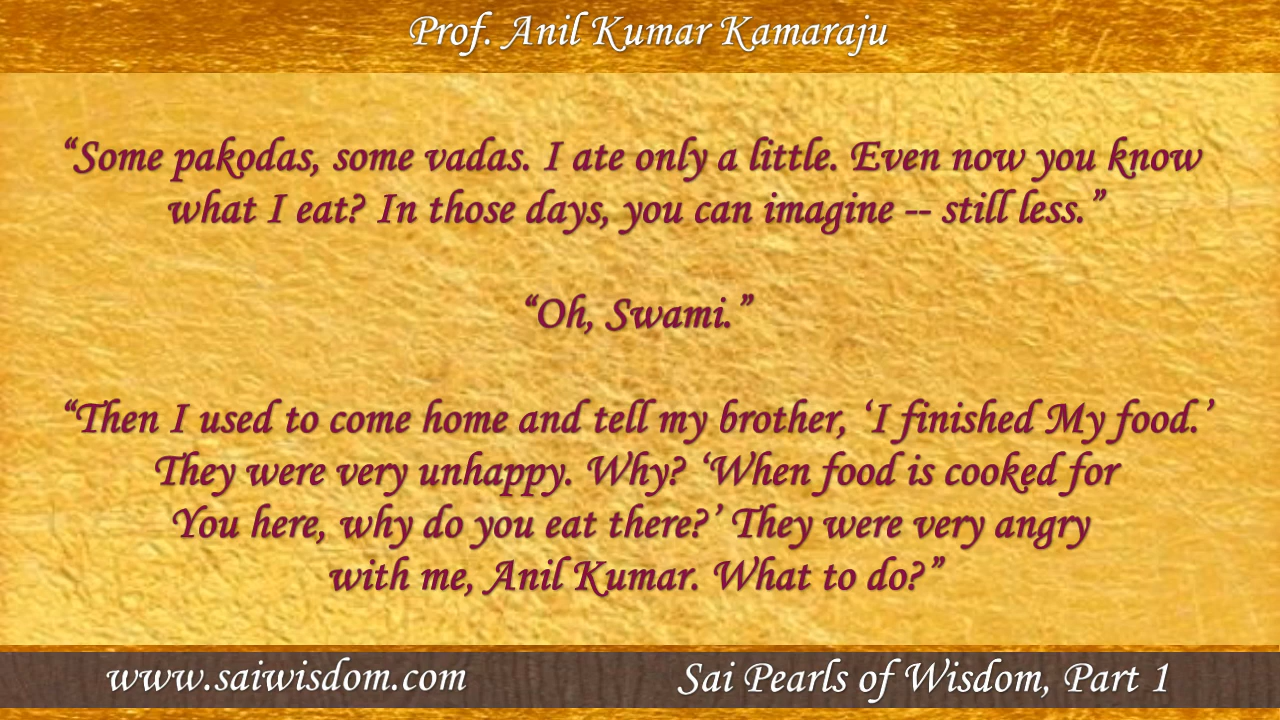 Prof. Anil Kumar Kamaraju
“Some pakodas, some vadas. I ate only a little. Even now you know
what I eat? In those days, you can imagine -- still less.”
“Oh, Swami.”
“Then I used to come home and tell my brother, ‘I finished My food.’
They were very unhappy. Why? ‘When food is cooked for
You here, why do you eat there?’ They were very angry
with me, Anil Kumar. What to do?”
www.saiwisdom.com
Sai Pearls of Wisdom, Part 1